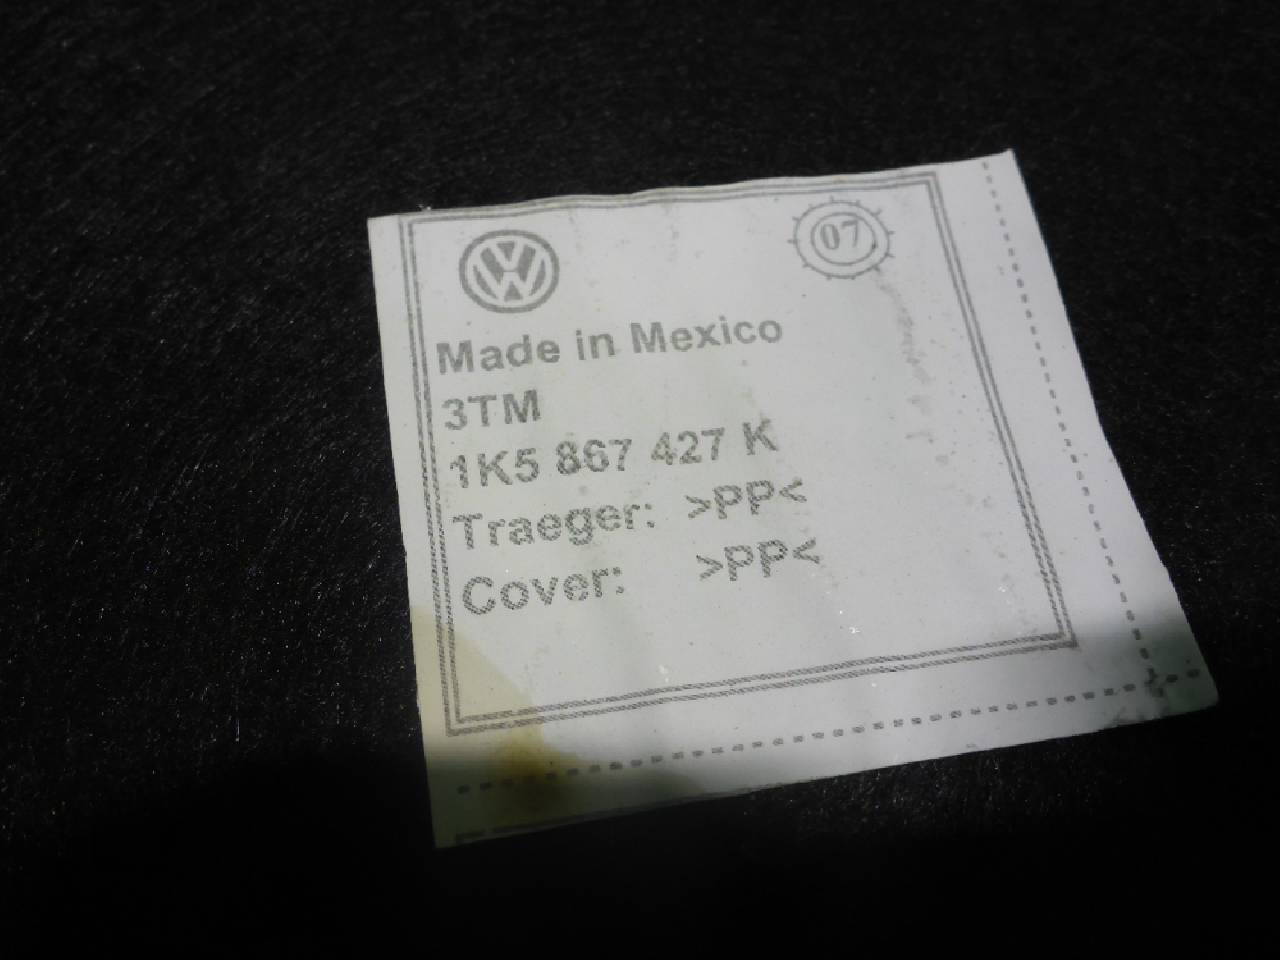 07
Made in Mexico
3TM
1K5 867 427 K
Traeger: >PP<
Cover: >PP<